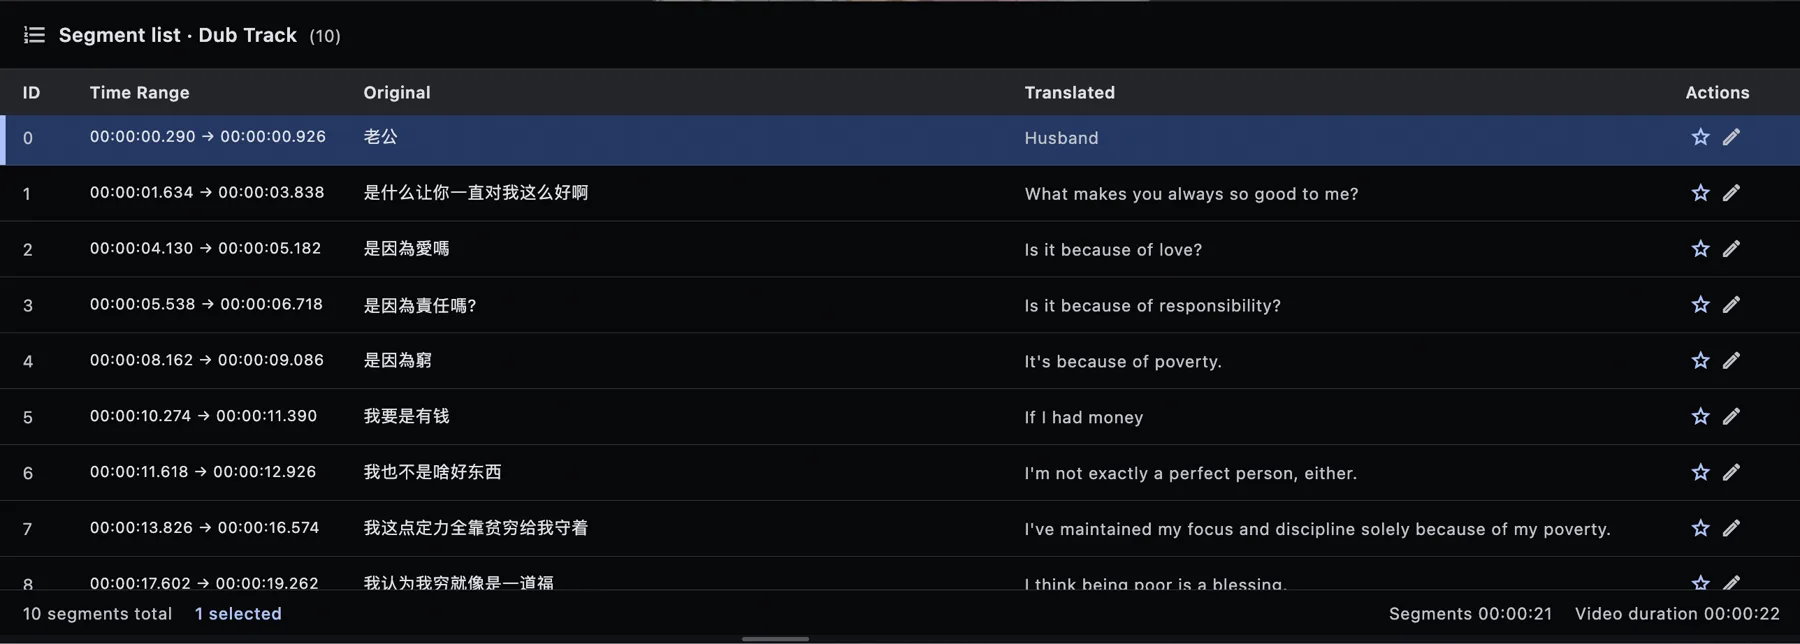 Segment list · Dub Track (10)
ID Time Range Original Translated Actions
0 00:00:00.290 → 00:00:00.926 老公 Husband
1 00:00:01.634 → 00:00:03.838 是什么让你一直对我这么好啊 What makes you always so good to me?
2 00:00:04.130 → 00:00:05.182 是因為愛嗎 Is it because of love?
3 00:00:05.538 → 00:00:06.718 是因為責任嗎? Is it because of responsibility?
4 00:00:08.162 → 00:00:09.086 是因為窮 It's because of poverty.
5 00:00:10.274 → 00:00:11.390 我要是有钱 If I had money
6 00:00:11.618 → 00:00:12.926 我也不是啥好东西 I'm not exactly a perfect person, either.
7 00:00:13.826 → 00:00:16.574 我这点定力全靠贫穷给我守着 I've maintained my focus and discipline solely because of my poverty.
8 00:00:17.602 → 00:00:19.262 我认为我穷就像是一道福 I think being poor is a blessing.
10 segments total 1 selected Segments 00:00:21 Video duration 00:00:22